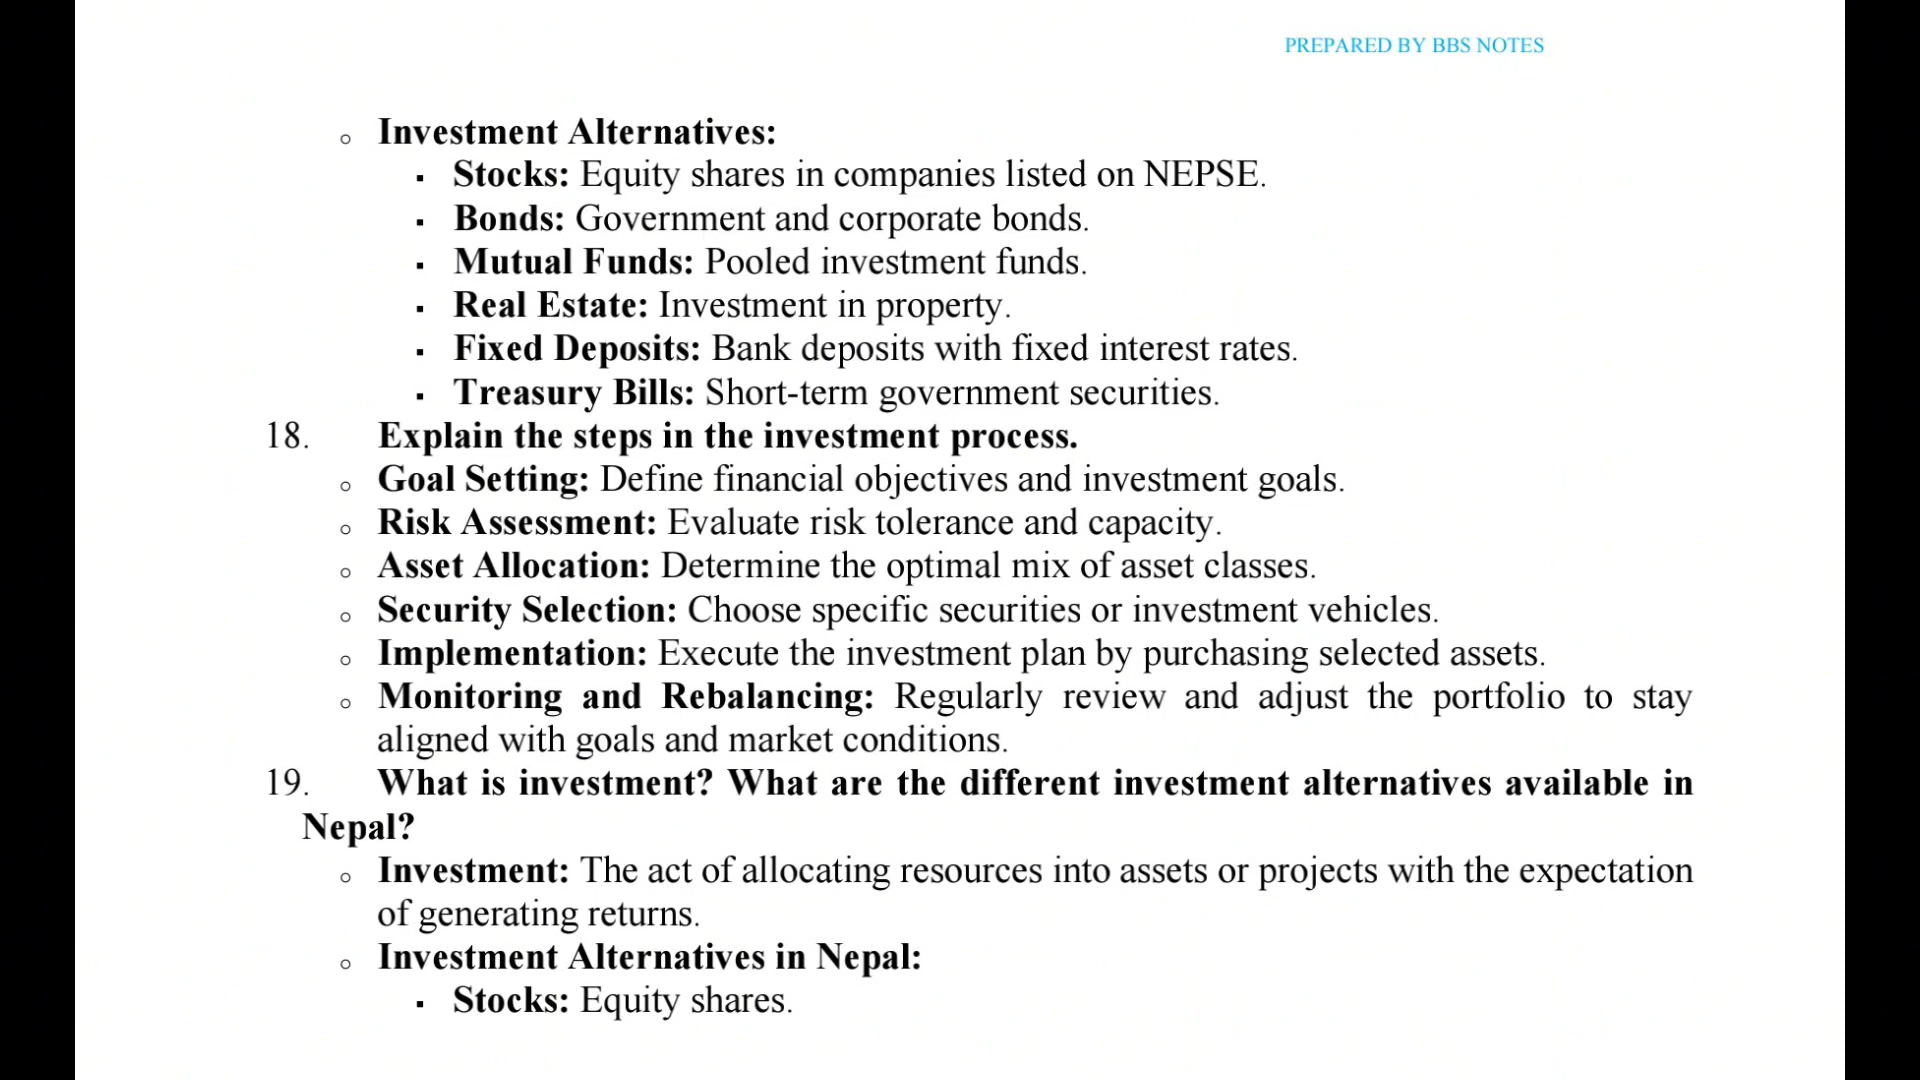 PREPARED BY BBS NOTES
o Investment Alternatives:
▪ Stocks: Equity shares in companies listed on NEPSE.
▪ Bonds: Government and corporate bonds.
▪ Mutual Funds: Pooled investment funds.
▪ Real Estate: Investment in property.
▪ Fixed Deposits: Bank deposits with fixed interest rates.
▪ Treasury Bills: Short-term government securities.
18. Explain the steps in the investment process.
o Goal Setting: Define financial objectives and investment goals.
o Risk Assessment: Evaluate risk tolerance and capacity.
o Asset Allocation: Determine the optimal mix of asset classes.
o Security Selection: Choose specific securities or investment vehicles.
o Implementation: Execute the investment plan by purchasing selected assets.
o Monitoring and Rebalancing: Regularly review and adjust the portfolio to stay
aligned with goals and market conditions.
19. What is investment? What are the different investment alternatives available in
Nepal?
o Investment: The act of allocating resources into assets or projects with the expectation
of generating returns.
o Investment Alternatives in Nepal:
▪ Stocks: Equity shares.